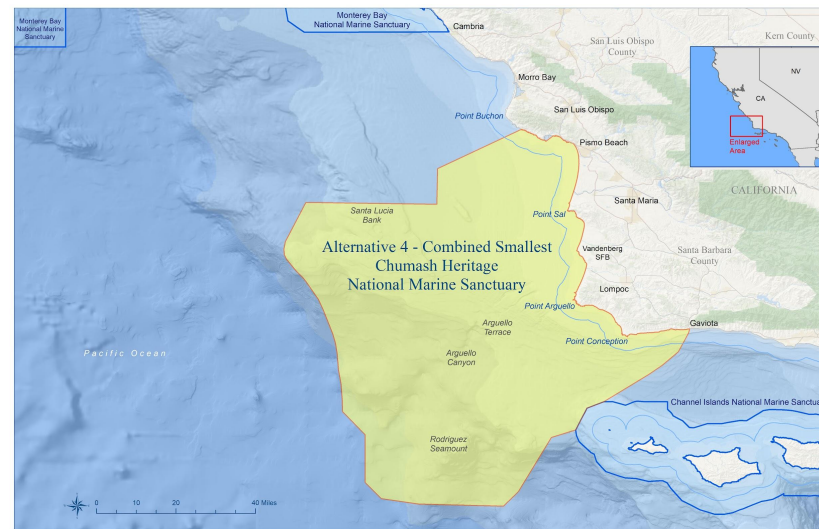 Monterey Bay
National Marine
Sanctuary
Monterey Bay
National Marine Sanctuary
Cambria
San Luis Obispo
County
Kern County
Morro Bay
San Luis Obispo
Point Buchon
Pismo Beach
NV
CA
Enlarged
Area
CALIFORNIA
Santa Lucia
Bank
Point Sal
Santa Maria
Alternative 4 - Combined Smallest
Chumash Heritage
National Marine Sanctuary
Vandenberg
SFB
Santa Barbara
County
Lompoc
Point Arguello
Arguello
Terrace
Gaviota
Point Conception
Pacific Ocean
Arguello
Canyon
Channel Islands National Marine Sanctua
Rodriguez
Seamount
0 10 20 40 Miles